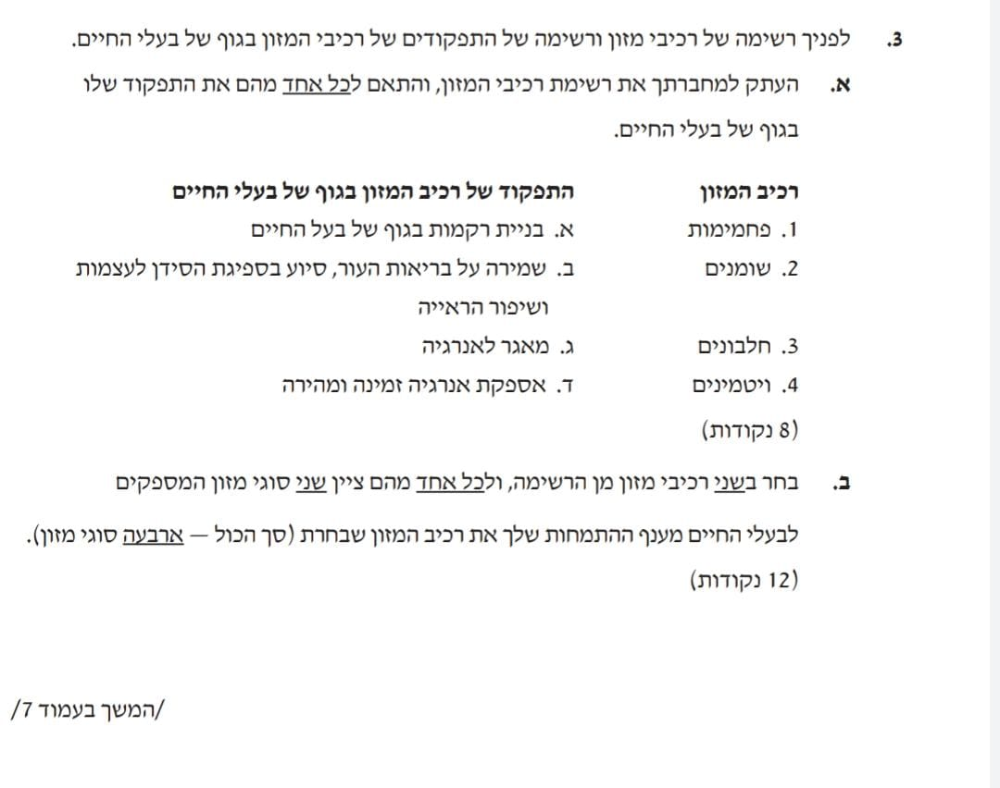 3. לפניך רשימה של רכיבי מזון ורשימה של התפקודים של רכיבי המזון בגוף של בעלי החיים.
א. העתק למחברתך את רשימת רכיבי המזון, והתאם לכל אחד מהם את התפקוד שלו
בגוף של בעלי החיים.
רכיב המזון התפקוד של רכיב המזון בגוף של בעלי החיים
1. פחמימות א. בניית רקמות בגוף של בעל החיים
2. שומנים ב. שמירה על בריאות העור, סיוע בספיגת הסידן לעצמות
ושיפור הראייה
3. חלבונים ג. מאגר לאנרגיה
4. ויטמינים ד. אספקת אנרגיה זמינה ומהירה
(8 נקודות)
ב. בחר בשני רכיבי מזון מן הרשימה, ולכל אחד מהם ציין שני סוגי מזון המספקים
לבעלי החיים מענף ההתמחות שלך את רכיב המזון שבחרת (סך הכול — ארבעה סוגי מזון).
(12 נקודות)
/המשך בעמוד 7/